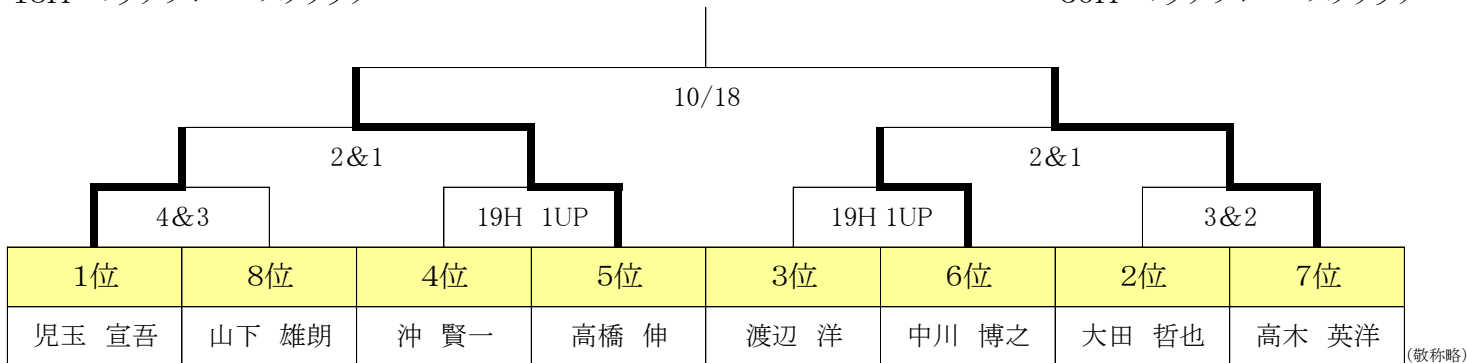 10/18
2&1 2&1
4&3 19H 1UP 19H 1UP 3&2
1位 8位 4位 5位 3位 6位 2位 7位
児玉 宣吾 山下 雄朗 沖 賢一 高橋 伸 渡辺 洋 中川 博之 大田 哲也 高木 英洋 (敬称略)